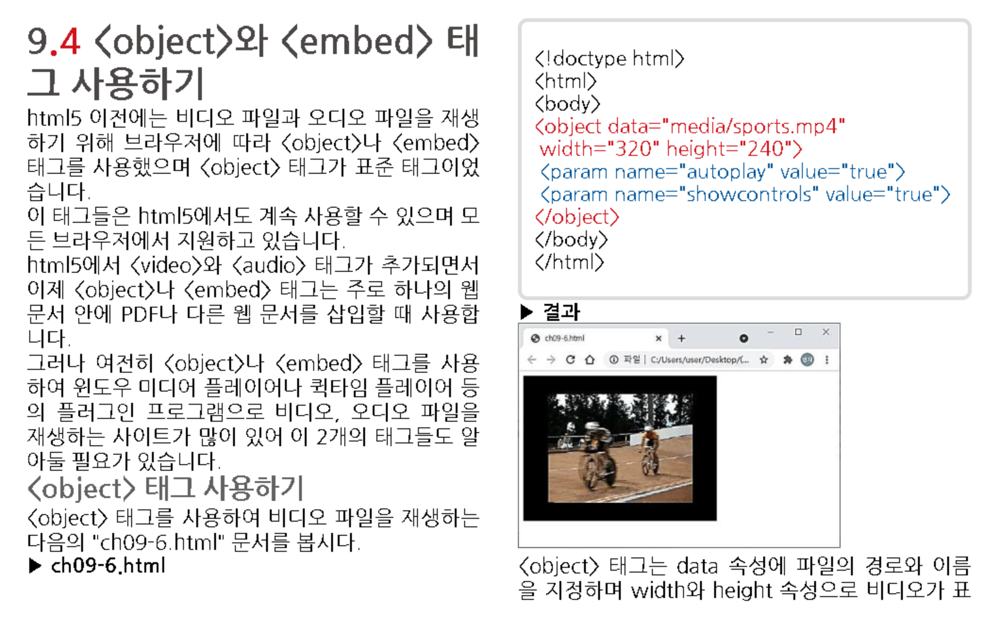 9.4 <object>와 <embed> 태
그 사용하기
html5 이전에는 비디오 파일과 오디오 파일을 재생
하기 위해 브라우저에 따라 <object>나 <embed>
태그를 사용했으며 <object> 태그가 표준 태그이었
습니다.
이 태그들은 html5에서도 계속 사용할 수 있으며 모
든 브라우저에서 지원하고 있습니다.
html5에서 <video>와 <audio> 태그가 추가되면서
이제 <object>나 <embed> 태그는 주로 하나의 웹
문서 안에 PDF나 다른 웹 문서를 삽입할 때 사용합
니다.
그러나 여전히 <object>나 <embed> 태그를 사용
하여 윈도우 미디어 플레이어나 퀵타임 플레이어 등
의 플러그인 프로그램으로 비디오, 오디오 파일을
재생하는 사이트가 많이 있어 이 2개의 태그들도 알
아둘 필요가 있습니다.
<object> 태그 사용하기
<object> 태그를 사용하여 비디오 파일을 재생하는
다음의 "ch09-6.html" 문서를 봅시다.
▶ ch09-6.html
<!doctype html>
<html>
<body>
<object data="media/sports.mp4"
width="320" height="240">
<param name="autoplay" value="true">
<param name="showcontrols" value="true">
</object>
</body>
</html>
▶ 결과
ch09-6.html
파일 | C:/Users/user/Desktop/(...
<object> 태그는 data 속성에 파일의 경로와 이름
을 지정하며 width와 height 속성으로 비디오가 표